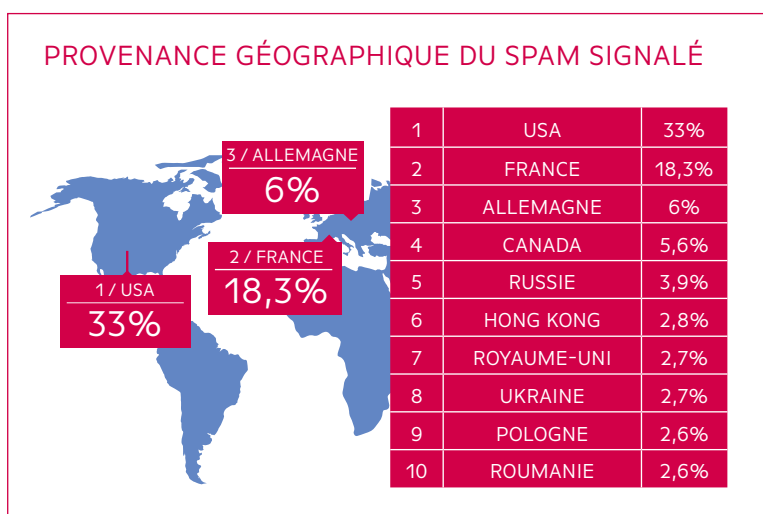 PROVENANCE GÉOGRAPHIQUE DU SPAM SIGNALÉ
3 / ALLEMAGNE
6%
2 / FRANCE
18,3%
1 / USA
33%
1 USA 33%
2 FRANCE 18,3%
3 ALLEMAGNE 6%
4 CANADA 5,6%
5 RUSSIE 3,9%
6 HONG KONG 2,8%
7 ROYAUME-UNI 2,7%
8 UKRAINE 2,7%
9 POLOGNE 2,6%
10 ROUMANIE 2,6%